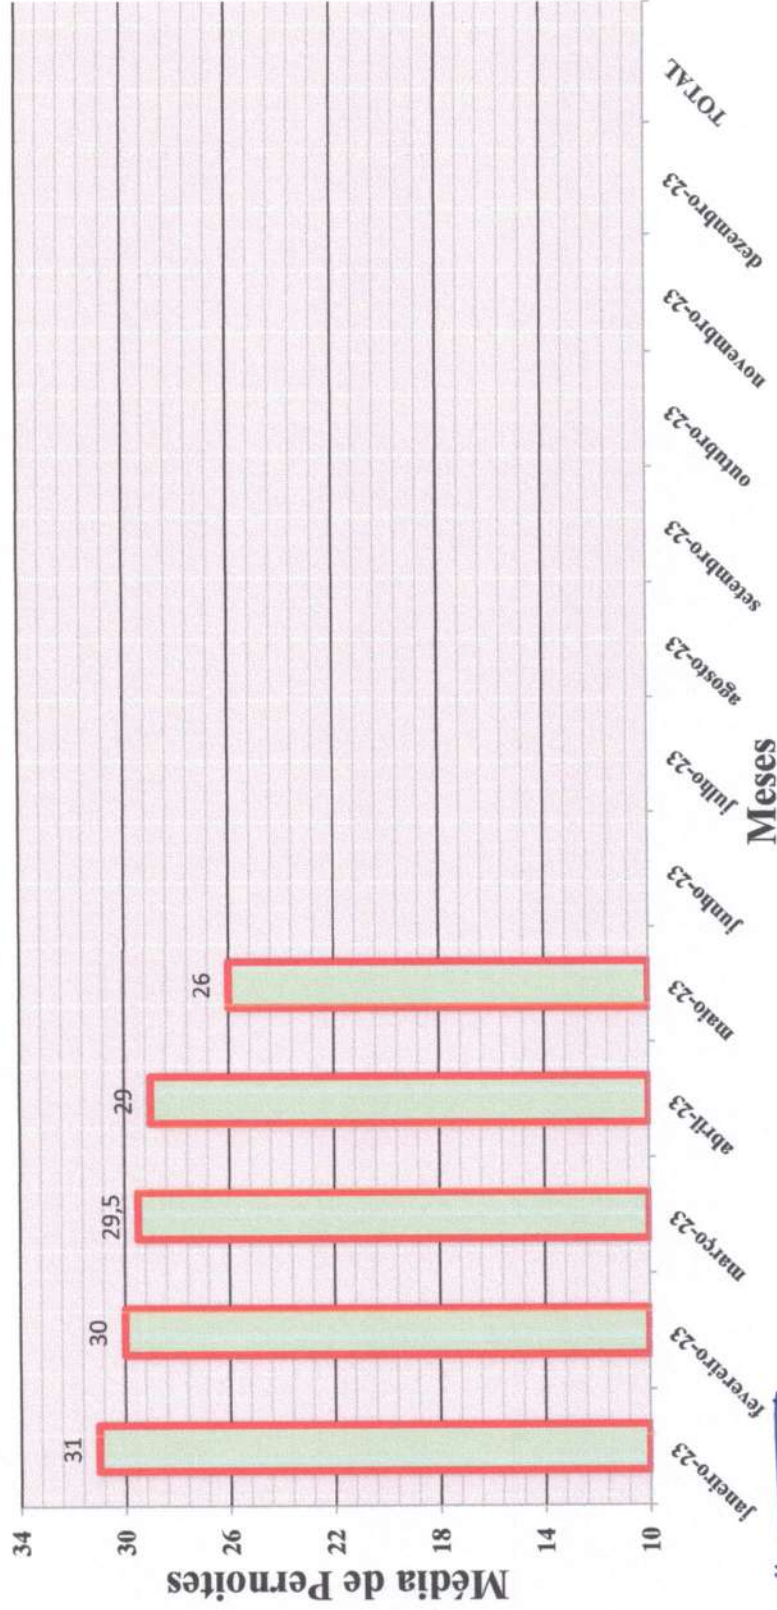 Média de Pernoites
34
30
26
22
18
14
10
31
30
29,5
29
26
janeiro-23
fevereiro-23
março-23
abril-23
maio-23
junho-23
julho-23
agosto-23
setembro-23
outubro-23
novembro-23
dezembro-23
TOTAL
Meses